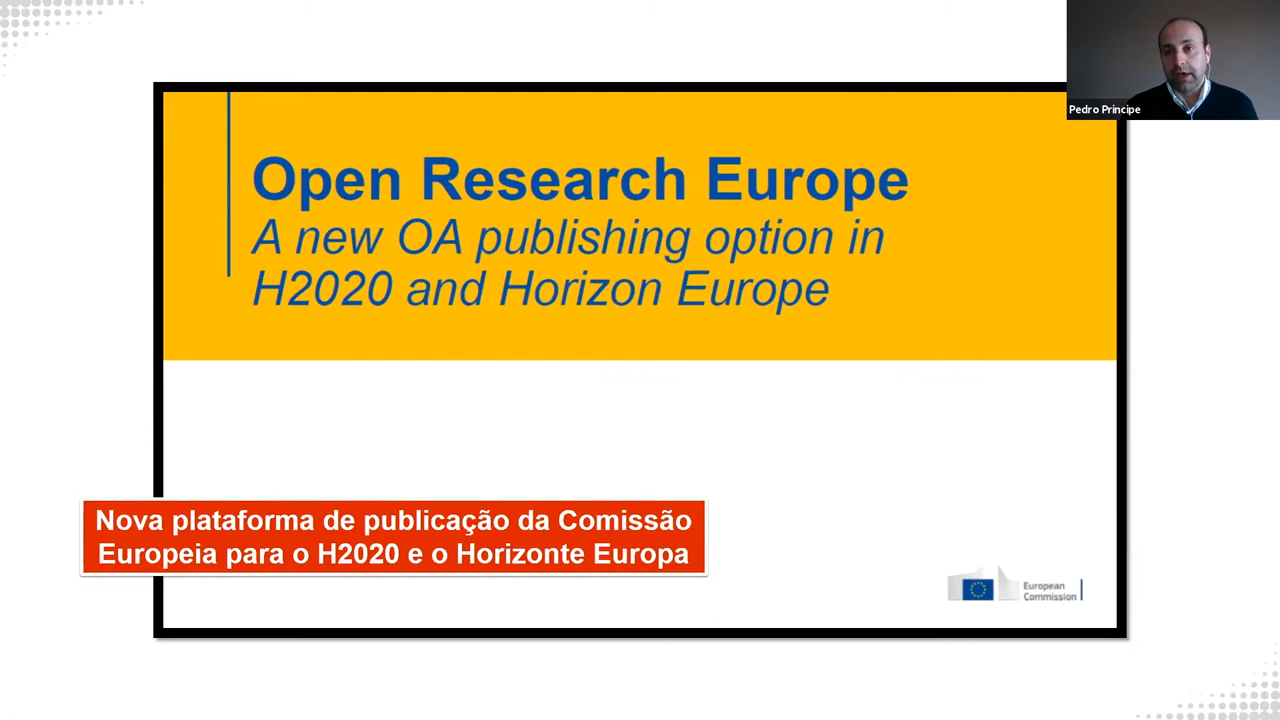 Pedro Principe
Open Research Europe
A new OA publishing option in
H2020 and Horizon Europe
Nova plataforma de publicação da Comissão
Europeia para o H2020 e o Horizonte Europa
European
Commission